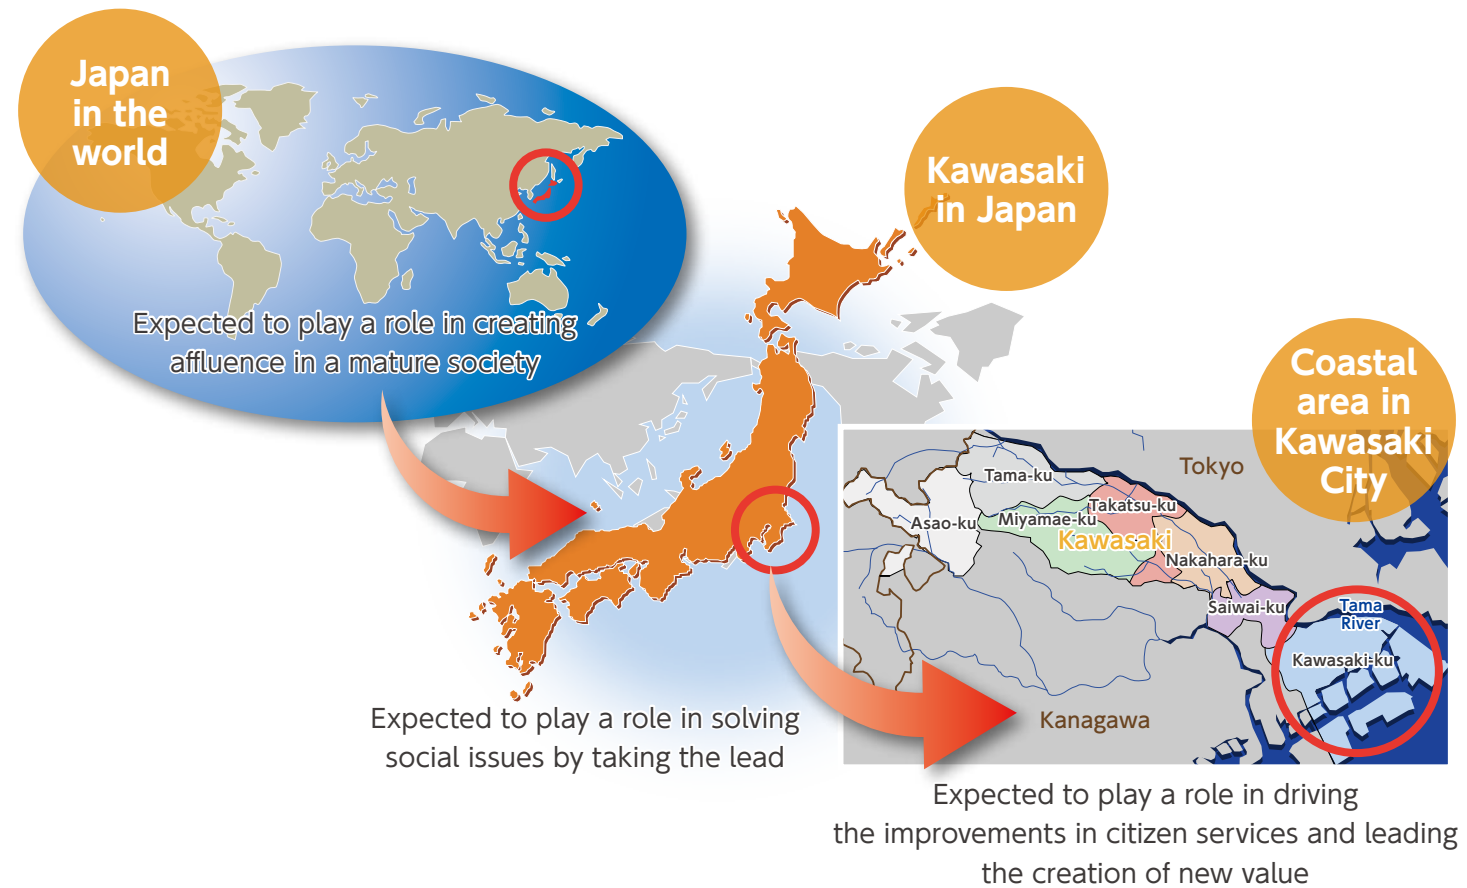 Japan
in the
world
Expected to play a role in creating
affluence in a mature society
Kawasaki
in Japan
Expected to play a role in solving
social issues by taking the lead
Coastal
area in
Kawasaki
City
Tokyo
Tama-ku
Takatsu-ku
Miyamae-ku
Asao-ku
Kawasaki
Nakahara-ku
Saiwai-ku
Tama
River
Kawasaki-ku
Kanagawa
Expected to play a role in driving
the improvements in citizen services and leading
the creation of new value